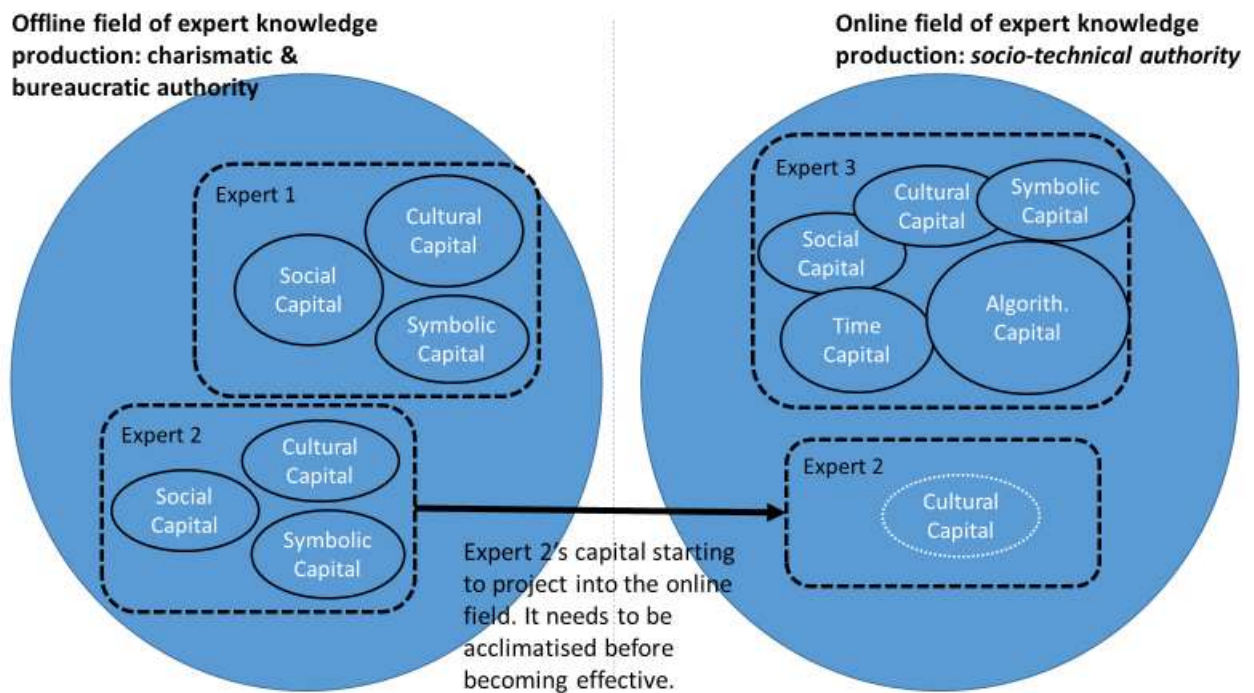 Offline field of expert knowledge
production: charismatic &
bureaucratic authority
Expert 1
Cultural
Capital
Social
Capital
Symbolic
Capital
Expert 2
Cultural
Capital
Social
Capital
Symbolic
Capital
Expert 2's capital starting
to project into the online
field. It needs to be
acclimatised before
becoming effective.
Online field of expert knowledge
production: socio-technical authority
Expert 3
Cultural
Capital
Symbolic
Capital
Social
Capital
Time
Capital
Algorith.
Capital
Expert 2
Cultural
Capital